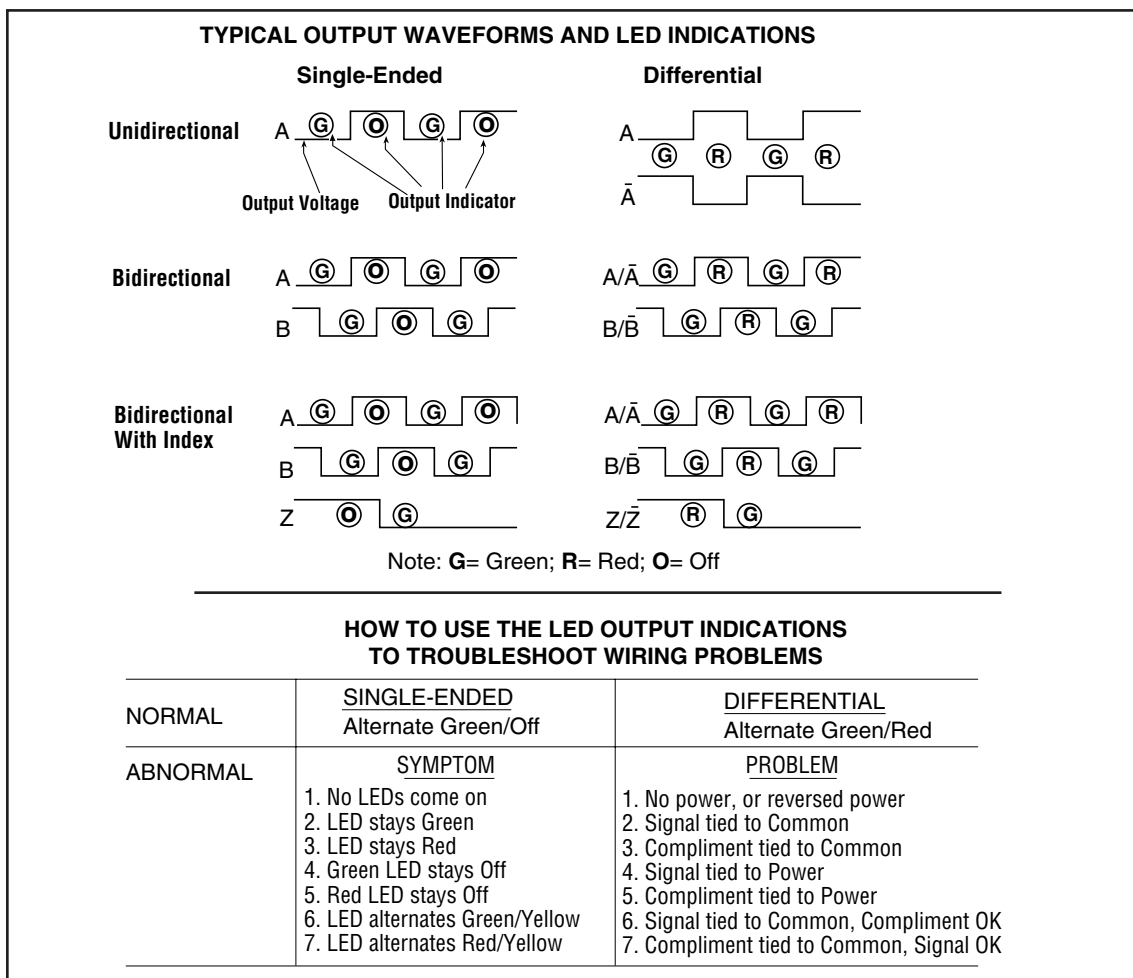 TYPICAL OUTPUT WAVEFORMS AND LED INDICATIONS
Single-Ended
Differential
Unidirectional
A G O G O
Output Voltage
Output Indicator
A
G R G R
Ā
Bidirectional
A G O G O
B G O G
A/Ā G R G R
B/B̄ G R G
Bidirectional
With Index
A G O G O
B G O G
Z O G
A/Ā G R G R
B/B̄ G R G
Z/Z̄ R G
Note: G= Green; R= Red; O= Off
HOW TO USE THE LED OUTPUT INDICATIONS
TO TROUBLESHOOT WIRING PROBLEMS
NORMAL
SINGLE-ENDED
Alternate Green/Off
DIFFERENTIAL
Alternate Green/Red
ABNORMAL
SYMPTOM
1. No LEDs come on
2. LED stays Green
3. LED stays Red
4. Green LED stays Off
5. Red LED stays Off
6. LED alternates Green/Yellow
7. LED alternates Red/Yellow
PROBLEM
1. No power, or reversed power
2. Signal tied to Common
3. Compliment tied to Common
4. Signal tied to Power
5. Compliment tied to Power
6. Signal tied to Common, Compliment OK
7. Compliment tied to Common, Signal OK